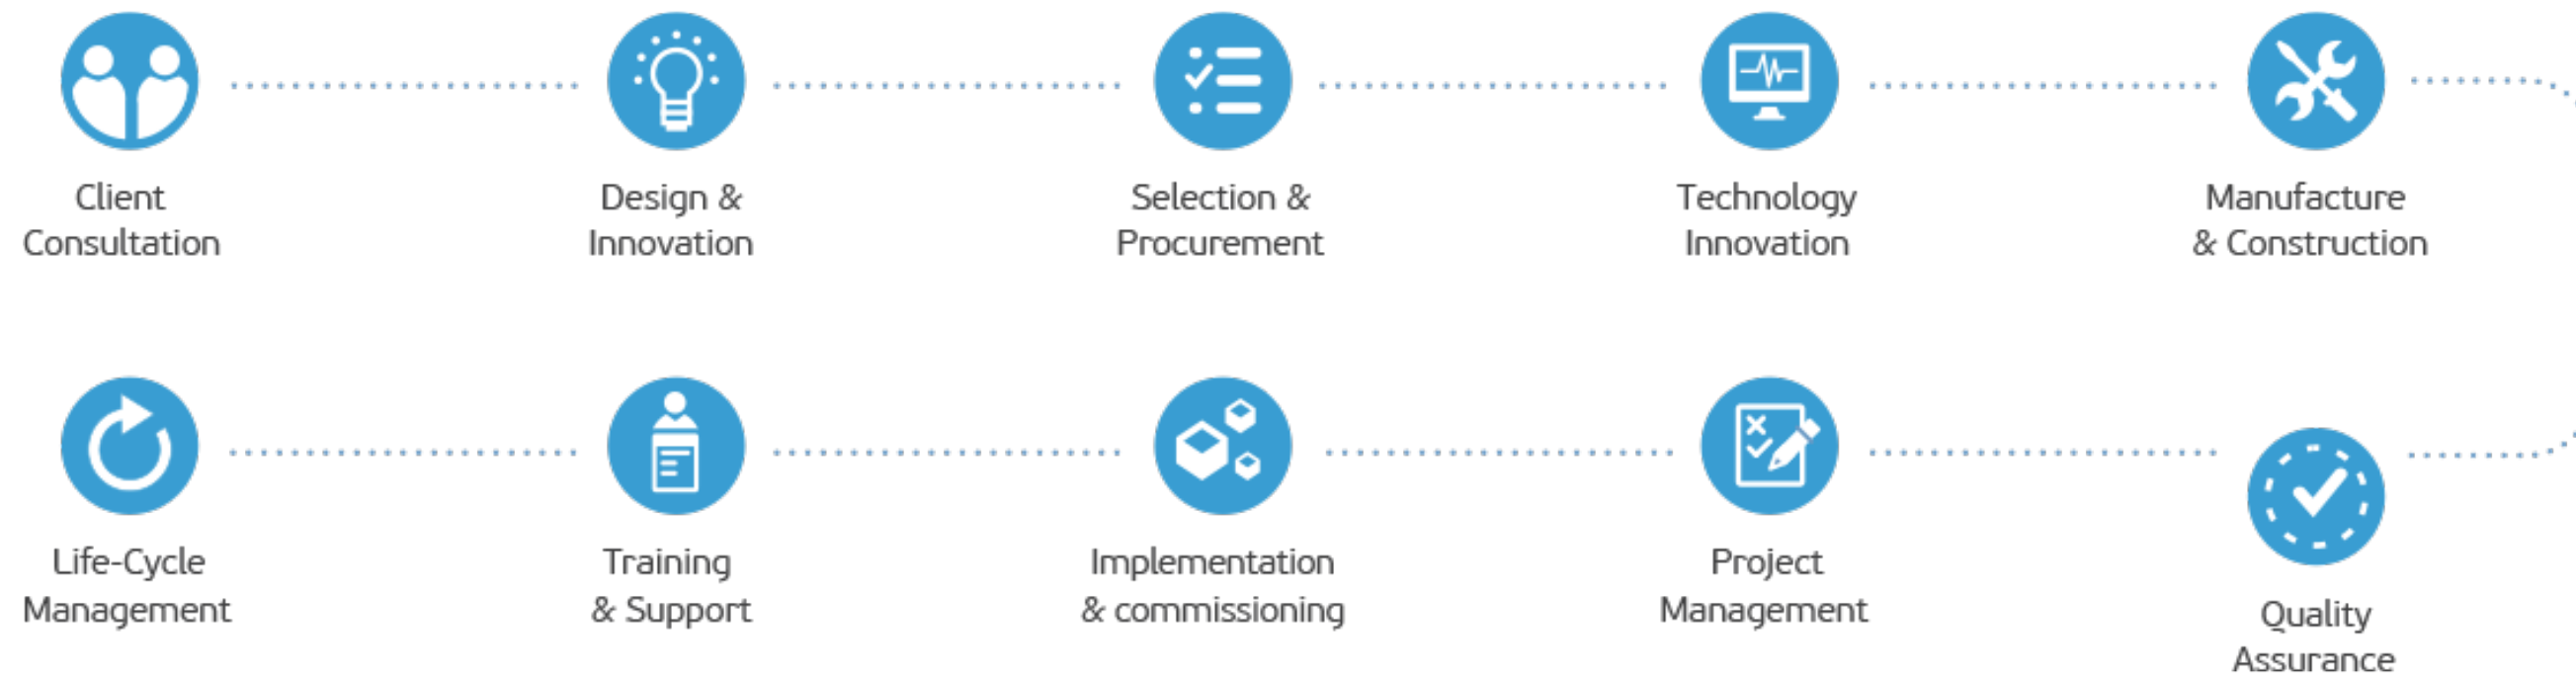 Client
Consultation
Design &
Innovation
Selection &
Procurement
Technology
Innovation
Manufacture
& Construction
Life-Cycle
Management
Training
& Support
Implementation
& commissioning
Project
Management
Quality
Assurance